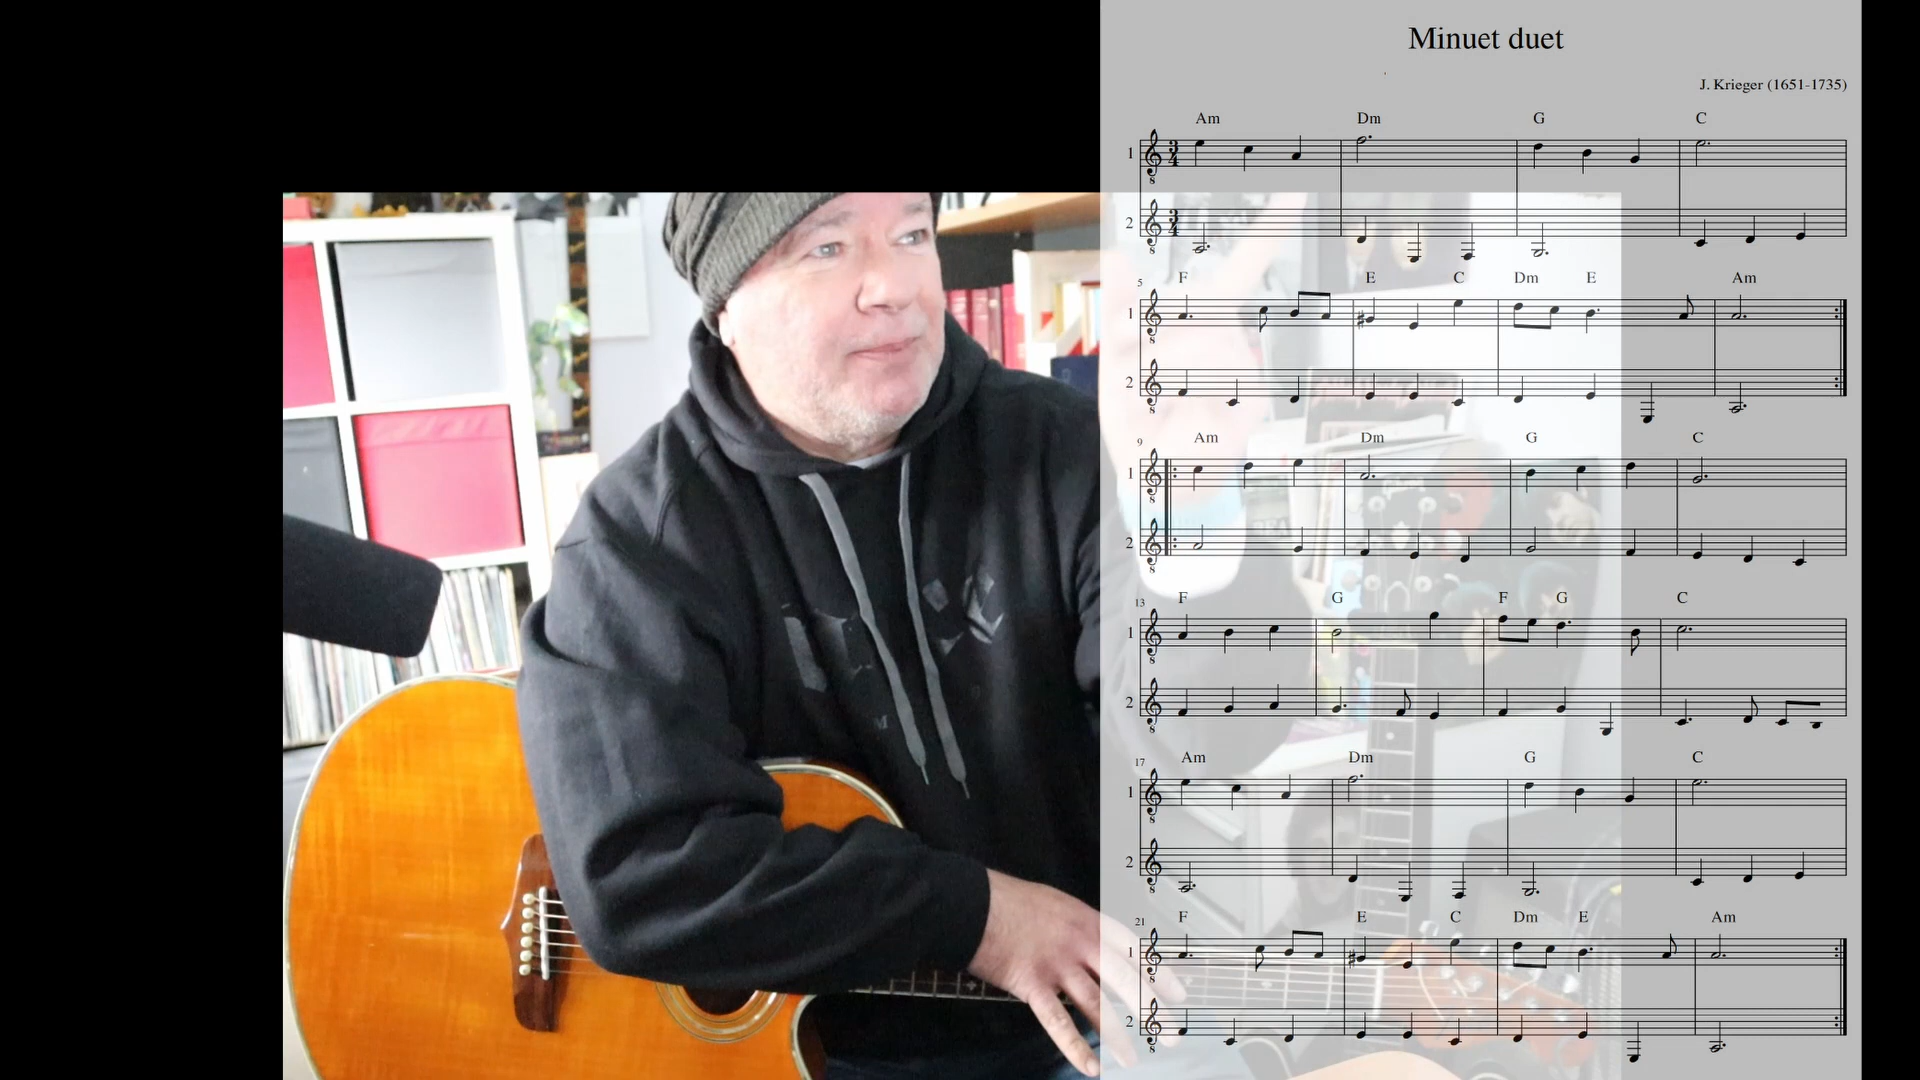 Minuet duet
J. Krieger (1651-1735)
Am Dm G C
1
2
5 F E C Dm E Am
1
2
9 Am Dm G C
1
2
13 F G F G C
1
2
17 Am Dm G C
1
2
21 F E C Dm E Am
1
2